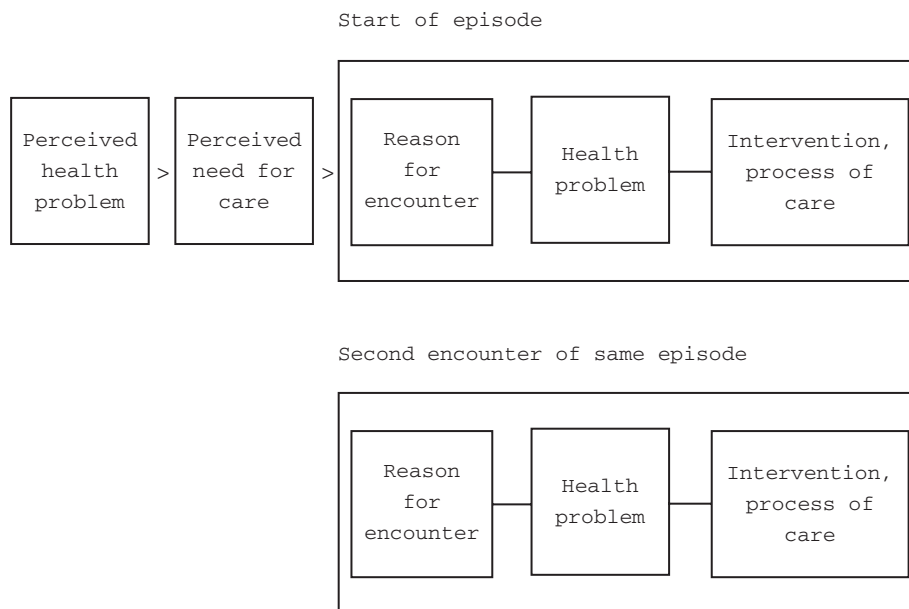 Start of episode
Perceived
health
problem
>
Perceived
need for
care
>
Reason
for
encounter
Health
problem
Intervention,
process of
care
Second encounter of same episode
Reason
for
encounter
Health
problem
Intervention,
process of
care